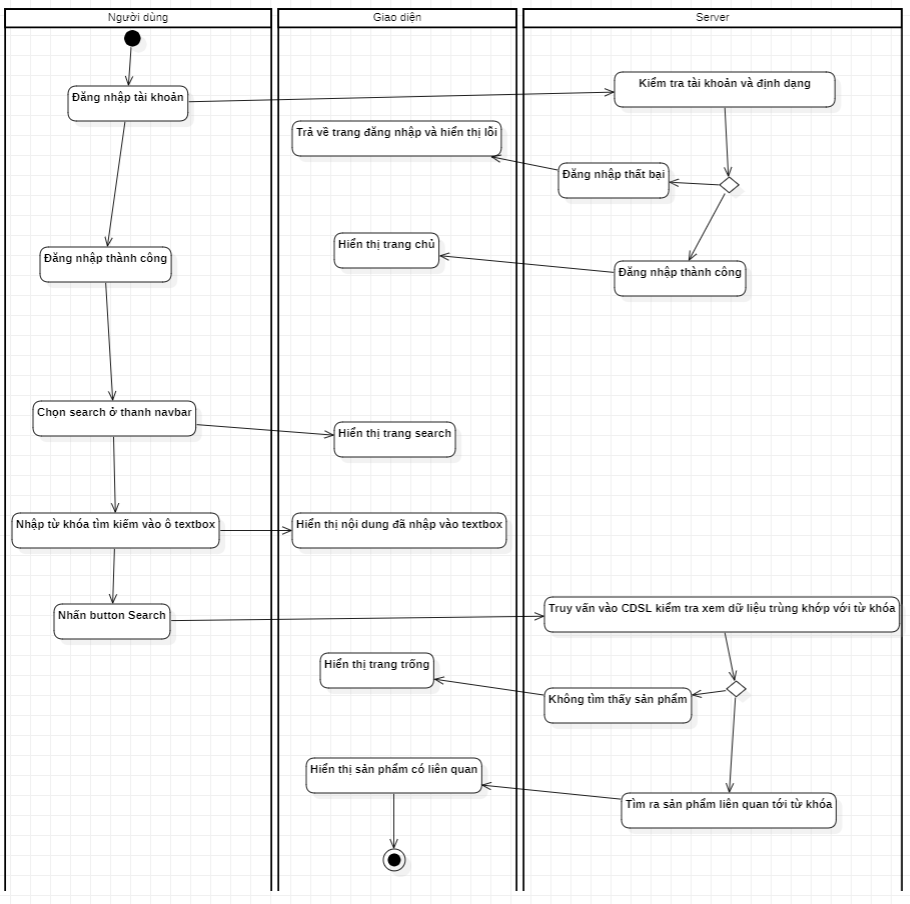 Người dùng
Giao diện
Server
Đăng nhập tài khoản
Kiểm tra tài khoản và định dạng
Trả về trang đăng nhập và hiển thị lỗi
Đăng nhập thất bại
Hiển thị trang chủ
Đăng nhập thành công
Đăng nhập thành công
Chọn search ở thanh navbar
Hiển thị trang search
Nhập từ khóa tìm kiếm vào ô textbox
Hiển thị nội dung đã nhập vào textbox
Nhấn button Search
Truy vấn vào CDSL kiểm tra xem dữ liệu trùng khớp với từ khóa
Hiển thị trang trống
Không tìm thấy sản phẩm
Hiển thị sản phẩm có liên quan
Tìm ra sản phẩm liên quan tới từ khóa